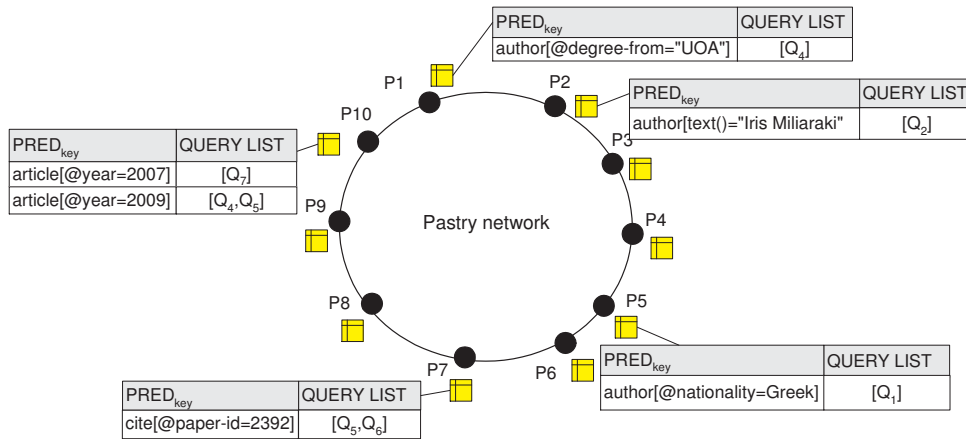 PRED_key QUERY LIST
author[@degree-from="UOA"] [Q_4]
P1
P2
PRED_key QUERY LIST
author[text()="Iris Miliaraki" [Q_2]
P10
P3
PRED_key QUERY LIST
article[@year=2007] [Q_7]
article[@year=2009] [Q_4,Q_5]
P9
Pastry network
P4
P8
P5
PRED_key QUERY LIST
author[@nationality=Greek] [Q_1]
P7
P6
PRED_key QUERY LIST
cite[@paper-id=2392] [Q_5,Q_6]